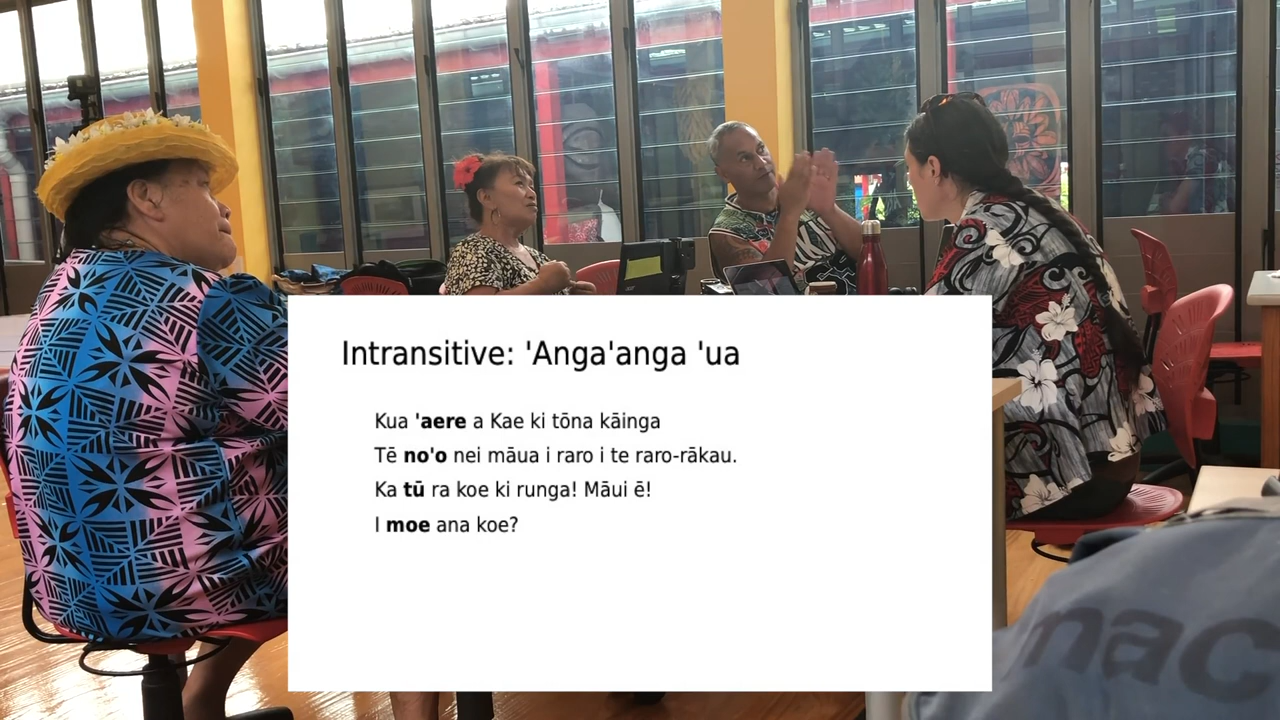 Intransitive: 'Anga'anga 'ua
Kua 'aere a Kae ki tōna kāinga
Tē no'o nei māua i raro i te raro-rākau.
Ka tū ra koe ki runga! Māui ē!
I moe ana koe?